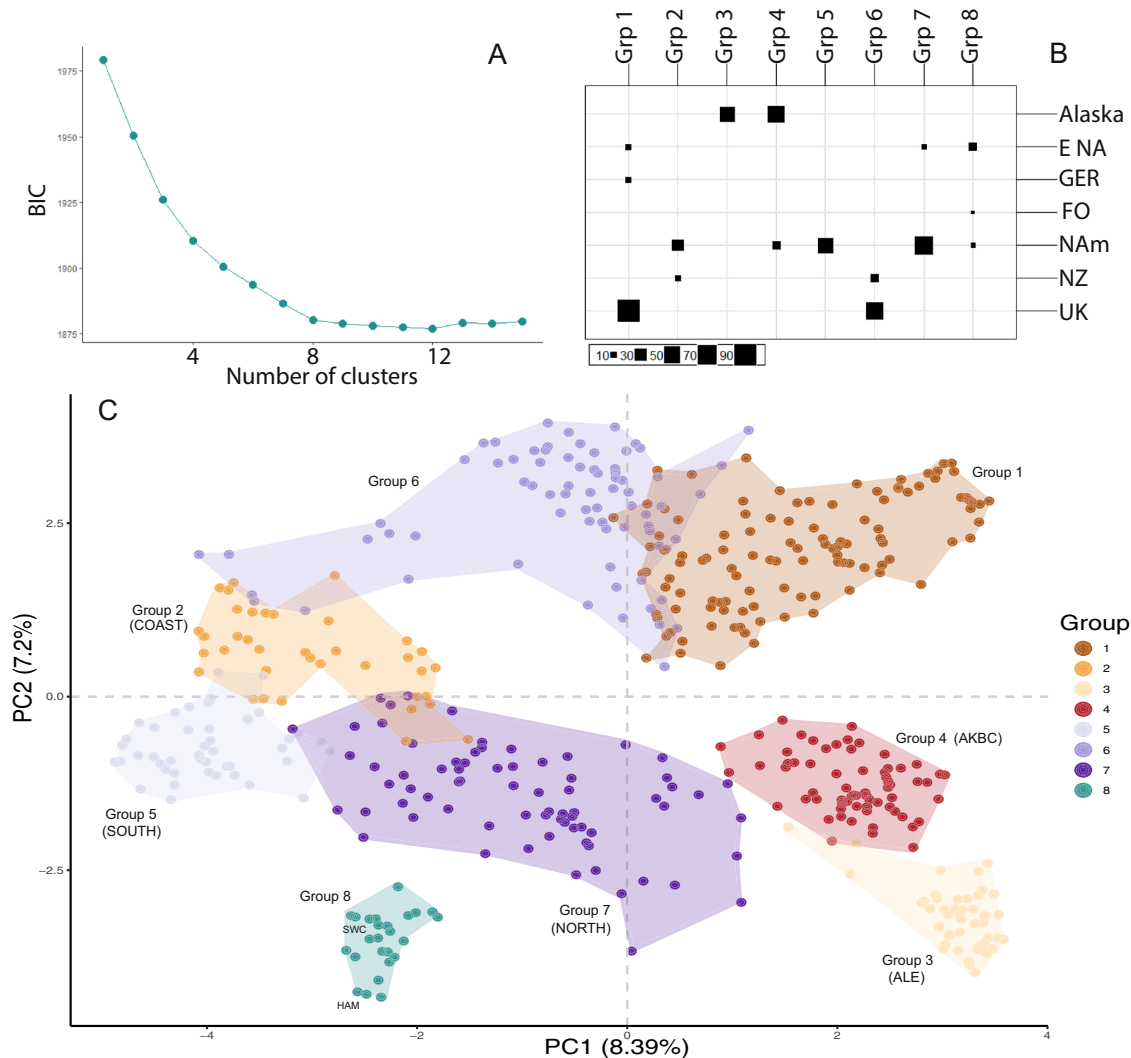 A
1975
1950
1925
1900
1875
BIC
4
8
12
Number of clusters
B
Grp 1
Grp 2
Grp 3
Grp 4
Grp 5
Grp 6
Grp 7
Grp 8
Alaska
E NA
GER
FO
NAm
NZ
UK
10 30 50 70 90
C
Group 6
Group 1
Group 2
(COAST)
Group 4 (AKBC)
Group 5
(SOUTH)
Group 8
SWC
HAM
Group 7
(NORTH)
Group 3
(ALE)
2.5
0.0
−2.5
PC2 (7.2%)
−4
−2
0
2
4
PC1 (8.39%)
Group
1
2
3
4
5
6
7
8